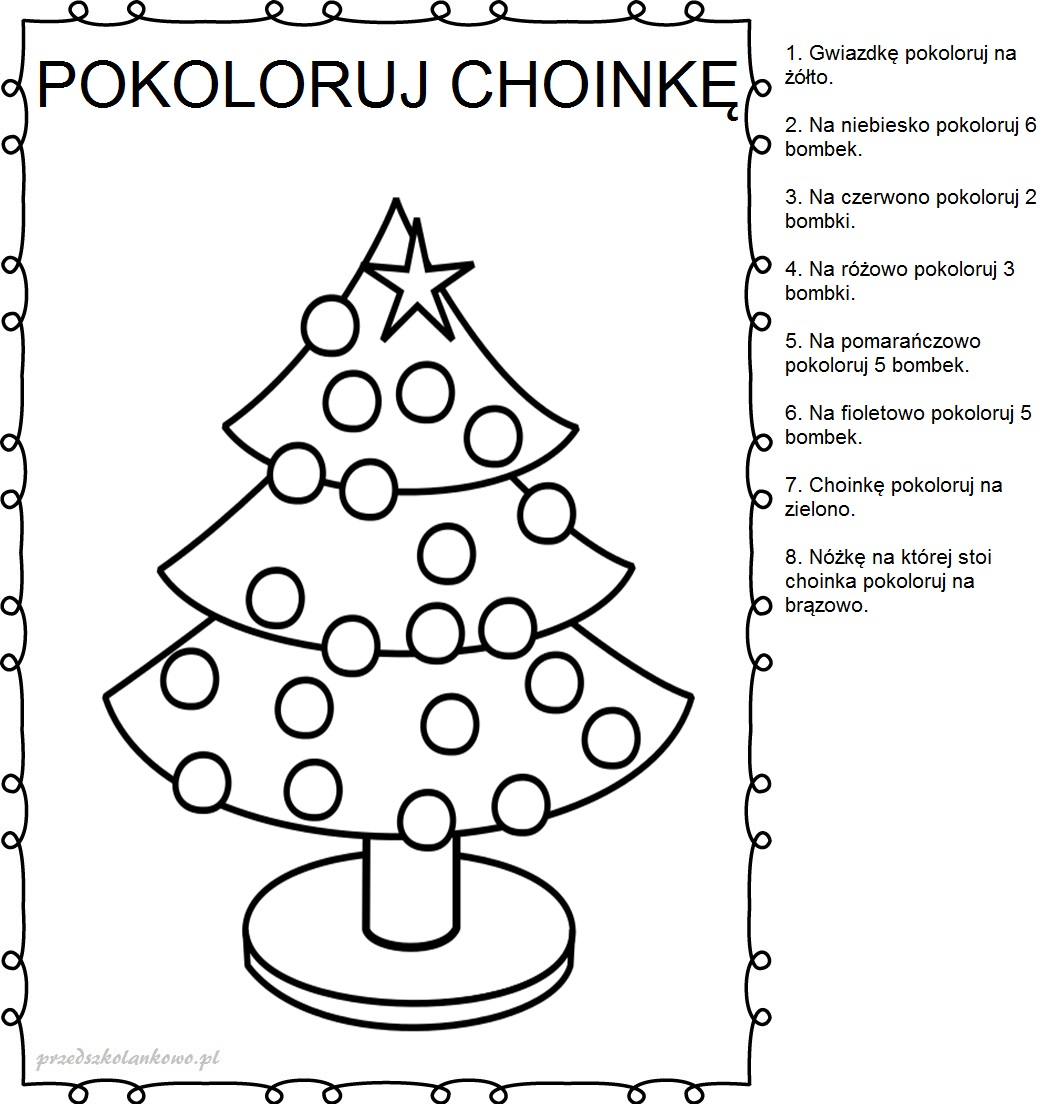 POKOLORUJ CHOINKĘ
1. Gwiazdkę pokoloruj na
żółto.
2. Na niebiesko pokoloruj 6
bombek.
3. Na czerwono pokoloruj 2
bombki.
4. Na różowo pokoloruj 3
bombki.
5. Na pomarańczowo
pokoloruj 5 bombek.
6. Na fioletowo pokoloruj 5
bombek.
7. Choinkę pokoloruj na
zielono.
8. Nóżkę na której stoi
choinka pokoloruj na
brązowo.
przedszkolankowo.pl